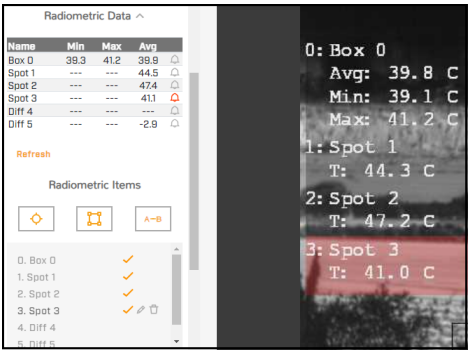 Radiometric Data
Name Min Max Avg
Box 0 39.3 41.2 39.9
Spot 1 --- --- 44.5
Spot 2 --- --- 47.4
Spot 3 --- --- 41.1
Diff 4 --- --- ---
Diff 5 --- --- -2.9
Refresh
Radiometric Items
A—B
0. Box 0
1. Spot 1
2. Spot 2
3. Spot 3
4. Diff 4
5. Diff 5
0: Box 0
Avg: 39.8 C
Min: 39.1 C
Max: 41.2 C
1: Spot 1
T: 44.3 C
2: Spot 2
T: 47.2 C
3: Spot 3
T: 41.0 C